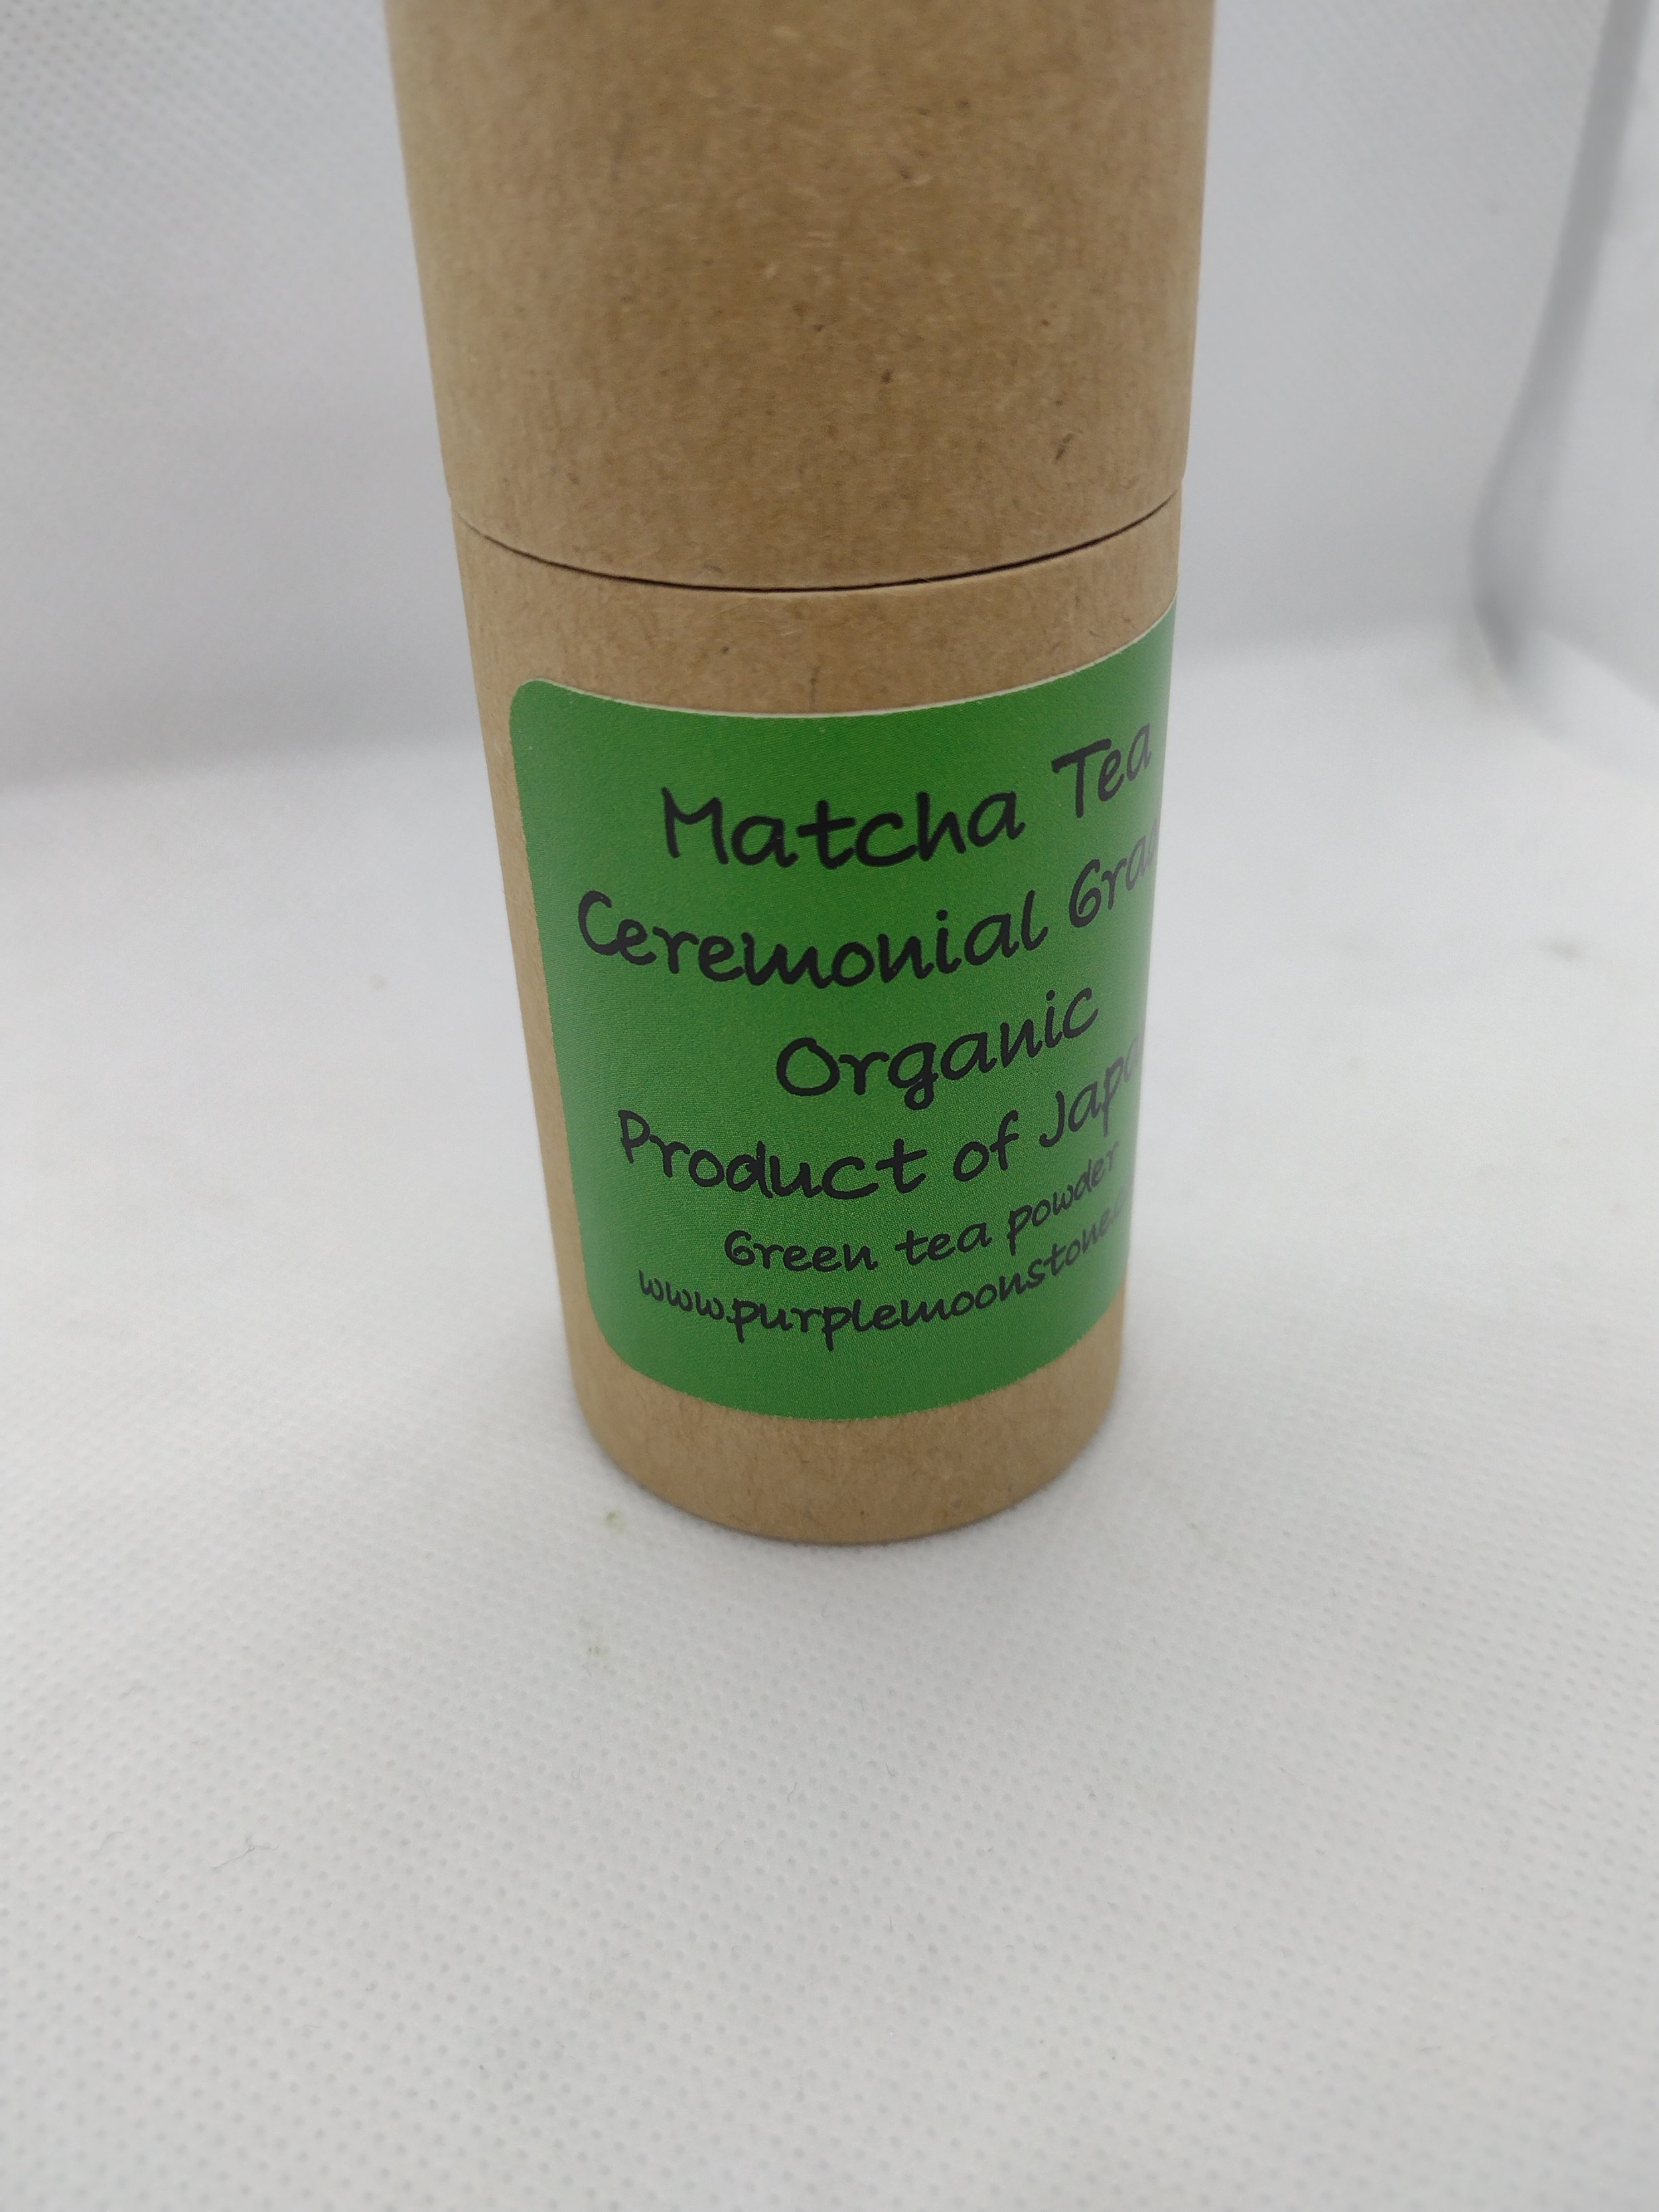 Matcha Tea
Ceremonial Grad
Organic
Product of Japa
Green tea powder
www.purplemoonstone.c